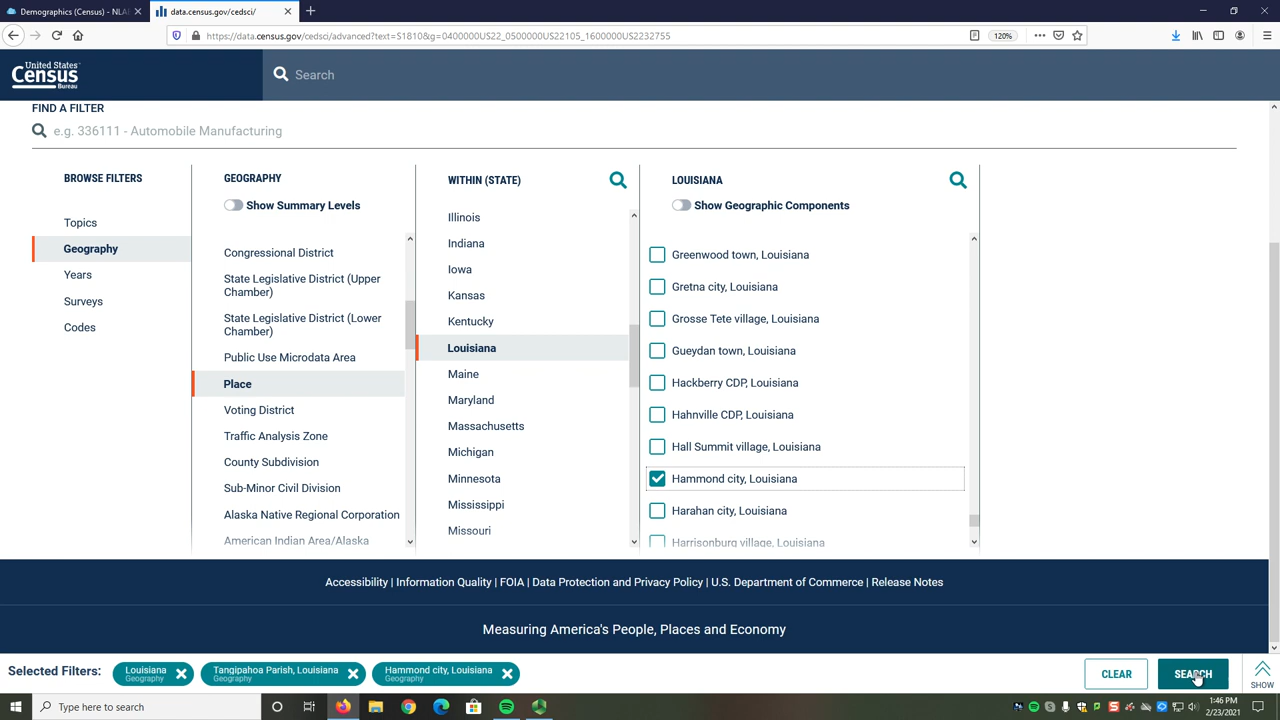 Demographics (Census) - NLA
data.census.gov/cedsci/
https://data.census.gov/cedsci/advanced?text=S1810&g=0400000US22_0500000US22105_1600000US2232755
120%
United States®
Census
Bureau
Search
FIND A FILTER
e.g. 336111 - Automobile Manufacturing
BROWSE FILTERS
Topics
Geography
Years
Surveys
Codes
GEOGRAPHY
Show Summary Levels
Congressional District
State Legislative District (Upper
Chamber)
State Legislative District (Lower
Chamber)
Public Use Microdata Area
Place
Voting District
Traffic Analysis Zone
County Subdivision
Sub-Minor Civil Division
Alaska Native Regional Corporation
American Indian Area/Alaska
WITHIN (STATE)
Illinois
Indiana
Iowa
Kansas
Kentucky
Louisiana
Maine
Maryland
Massachusetts
Michigan
Minnesota
Mississippi
Missouri
LOUISIANA
Show Geographic Components
Greenwood town, Louisiana
Gretna city, Louisiana
Grosse Tete village, Louisiana
Gueydan town, Louisiana
Hackberry CDP, Louisiana
Hahnville CDP, Louisiana
Hall Summit village, Louisiana
Hammond city, Louisiana
Harahan city, Louisiana
Harrisonburg village, Louisiana
Accessibility | Information Quality | FOIA | Data Protection and Privacy Policy | U.S. Department of Commerce | Release Notes
Measuring America's People, Places and Economy
Selected Filters:
Louisiana
Geography
Tangipahoa Parish, Louisiana
Geography
Hammond city, Louisiana
Geography
CLEAR
SEARCH
SHOW
Type here to search
1:46 PM
2/23/2021